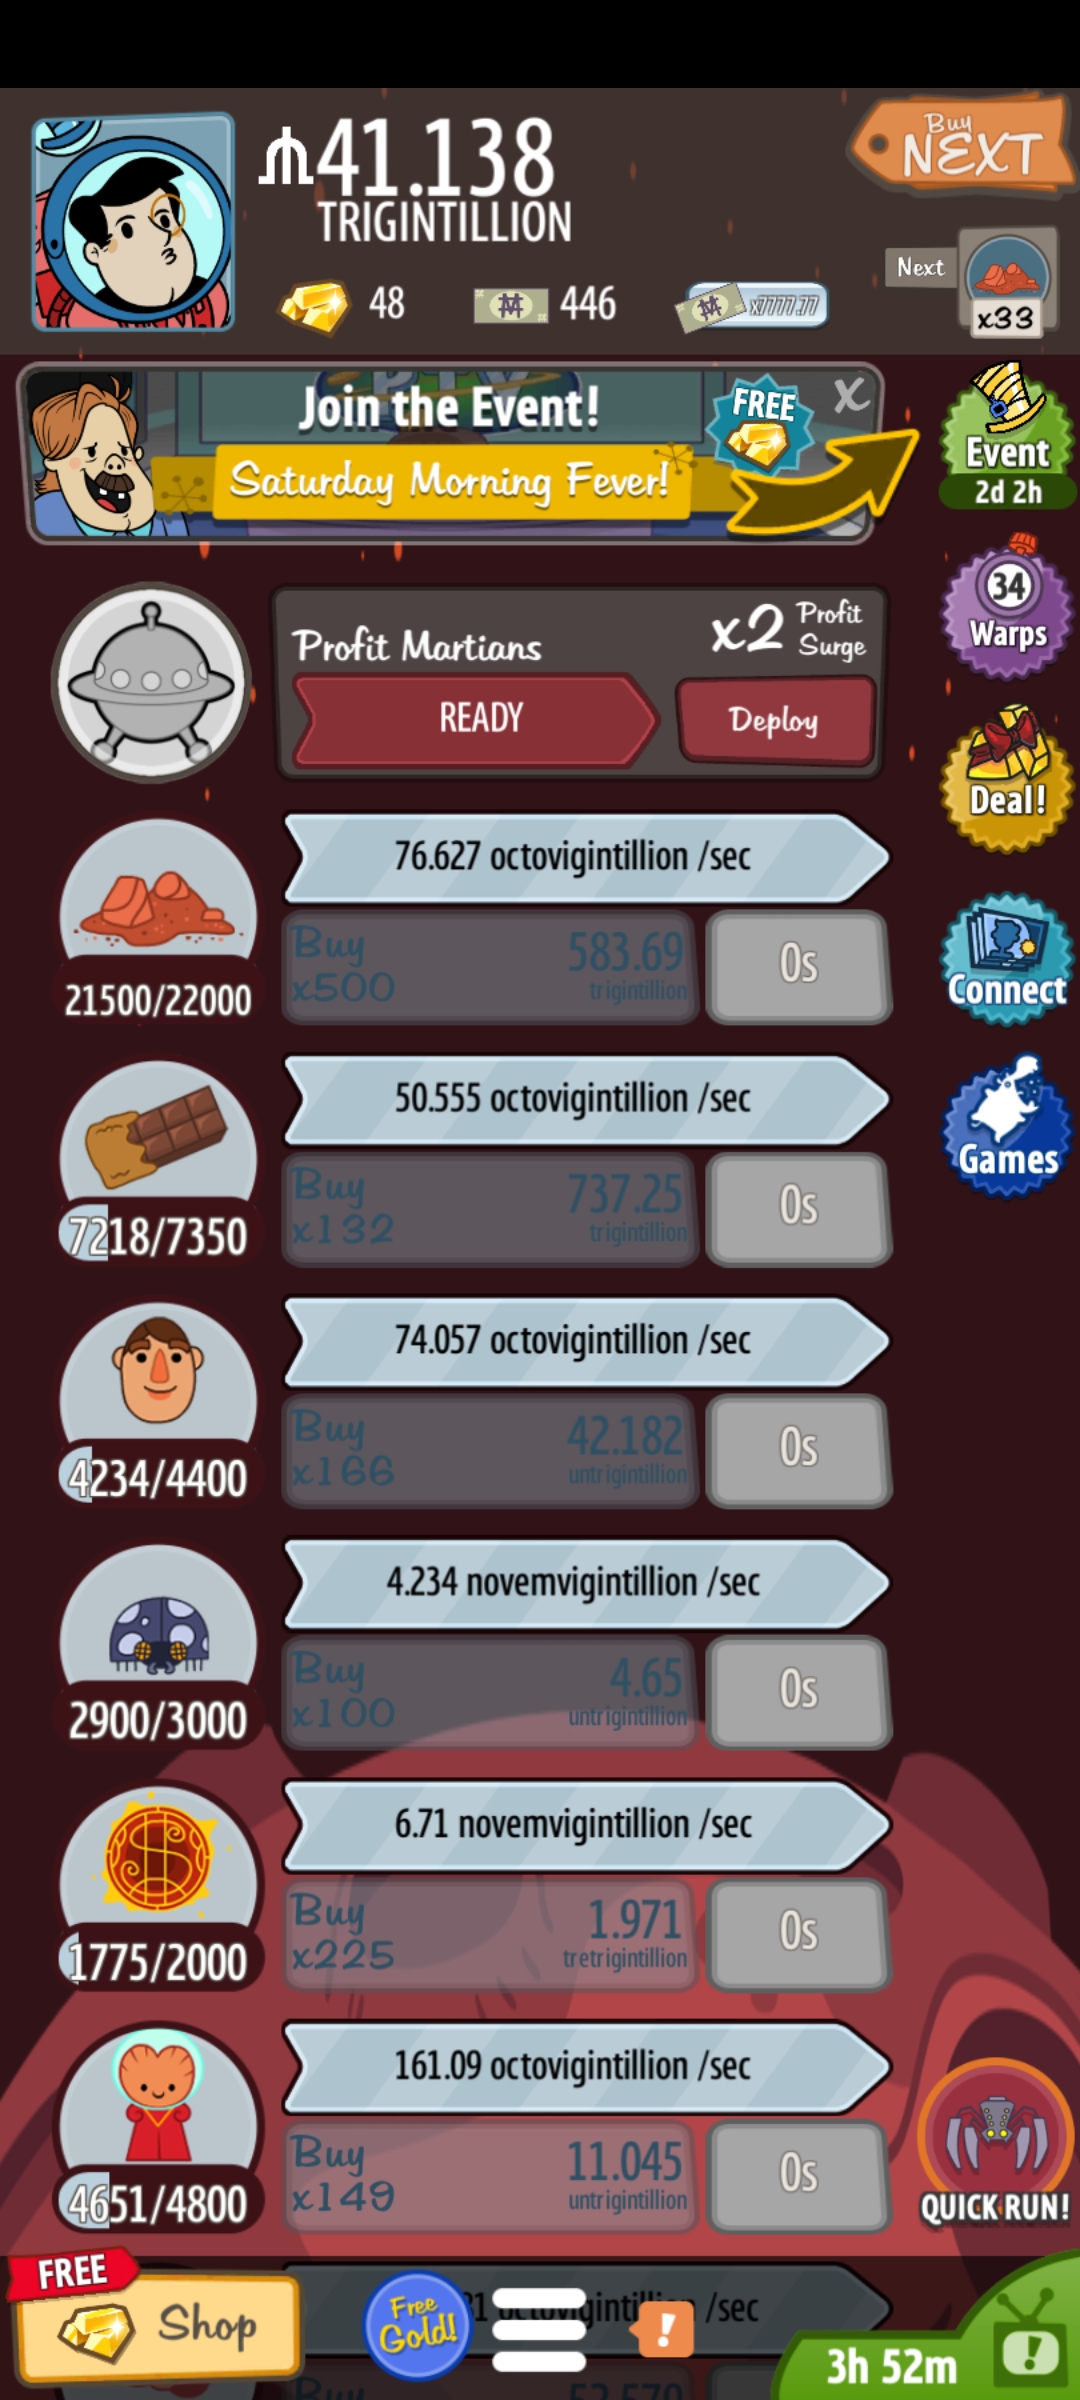 41.138
TRIGINTILLION
Buy
NEXT
48
446
x7777.77
Next
x33
Join the Event!
FREE
X
Saturday Morning Fever!
Event
2d 2h
34
Warps
Profit Martians
x2 Profit
Surge
READY
Deploy
Deal!
76.627 octovigintillion /sec
Buy
x500
583.69
trigintillion
0s
21500/22000
Connect
50.555 octovigintillion /sec
Buy
x132
737.25
trigintillion
0s
7218/7350
Games
74.057 octovigintillion /sec
Buy
x166
42.182
untrigintillion
0s
4234/4400
4.234 novemvigintillion /sec
Buy
x100
4.65
untrigintillion
0s
2900/3000
6.71 novemvigintillion /sec
Buy
x225
1.971
tretrigintillion
0s
1775/2000
161.09 octovigintillion /sec
Buy
x149
11.045
untrigintillion
0s
4651/4800
QUICK RUN!
FREE
Shop
Free
Gold!
octovigintillion /sec
!
3h 52m
!
Buy